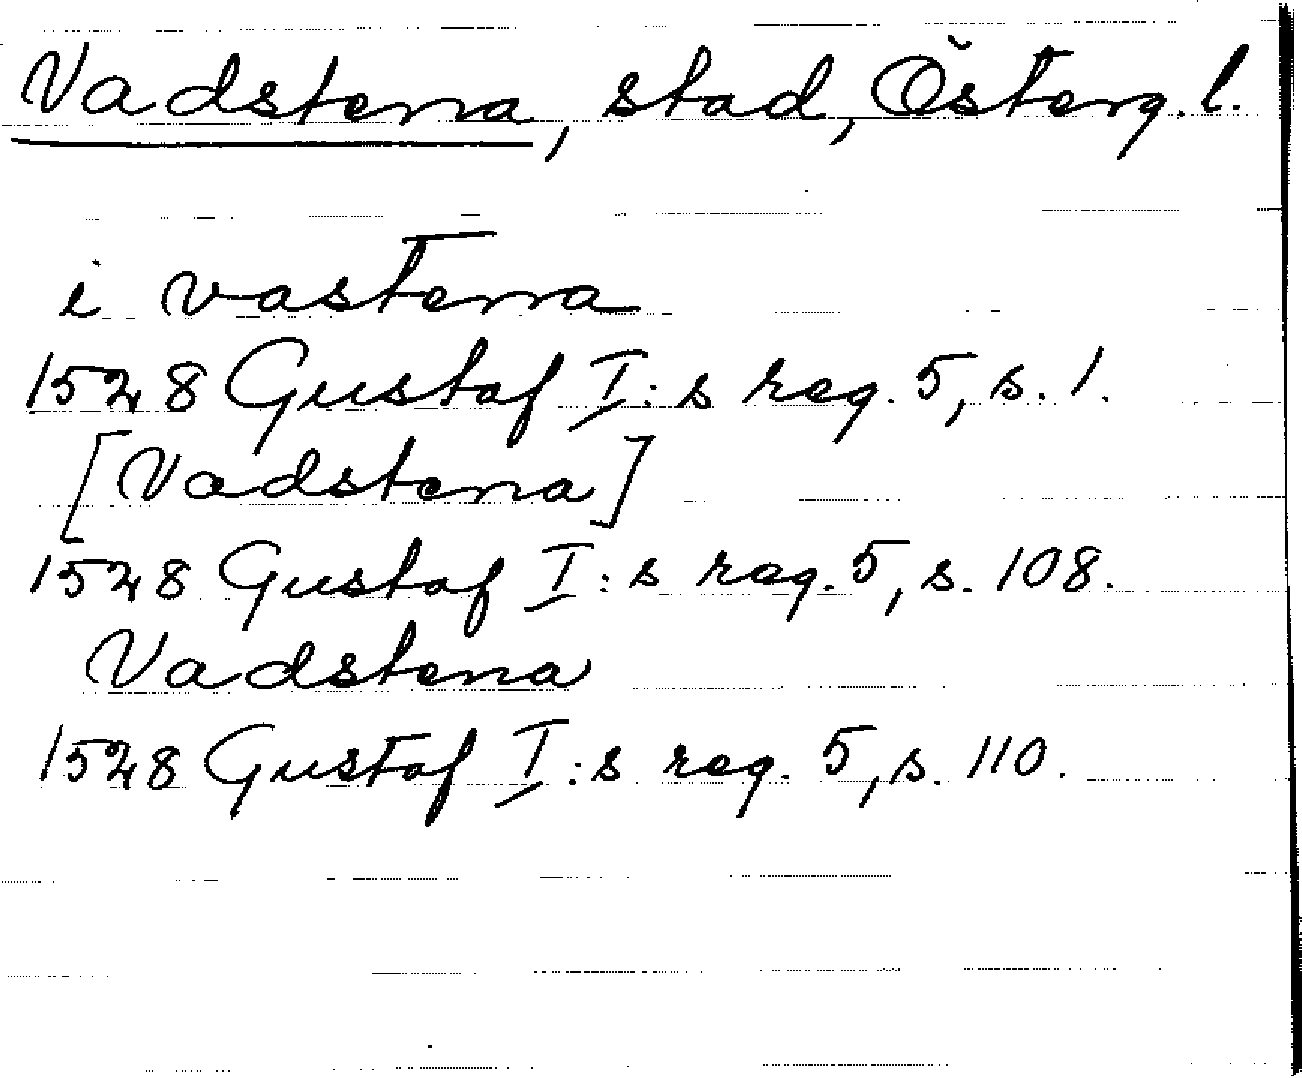 Vadstena, stad, Österg. l.
i vastena
1528 Gustaf I:s reg. 5, s. 1.
[Vadstena]
1528 Gustaf I:s reg. 5, s. 108.
Vadstena
1528 Gustaf I:s reg. 5, s. 110.